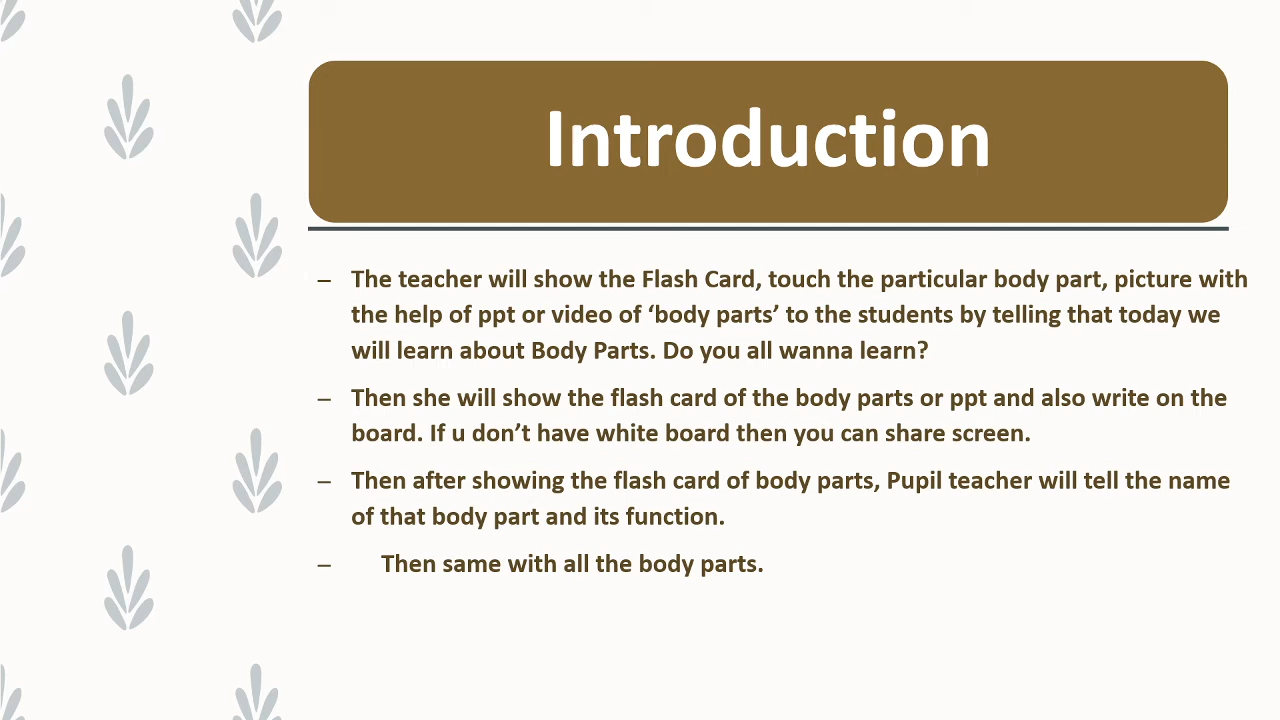 Introduction
– The teacher will show the Flash Card, touch the particular body part, picture with
the help of ppt or video of ‘body parts’ to the students by telling that today we
will learn about Body Parts. Do you all wanna learn?
– Then she will show the flash card of the body parts or ppt and also write on the
board. If u don’t have white board then you can share screen.
– Then after showing the flash card of body parts, Pupil teacher will tell the name
of that body part and its function.
– Then same with all the body parts.